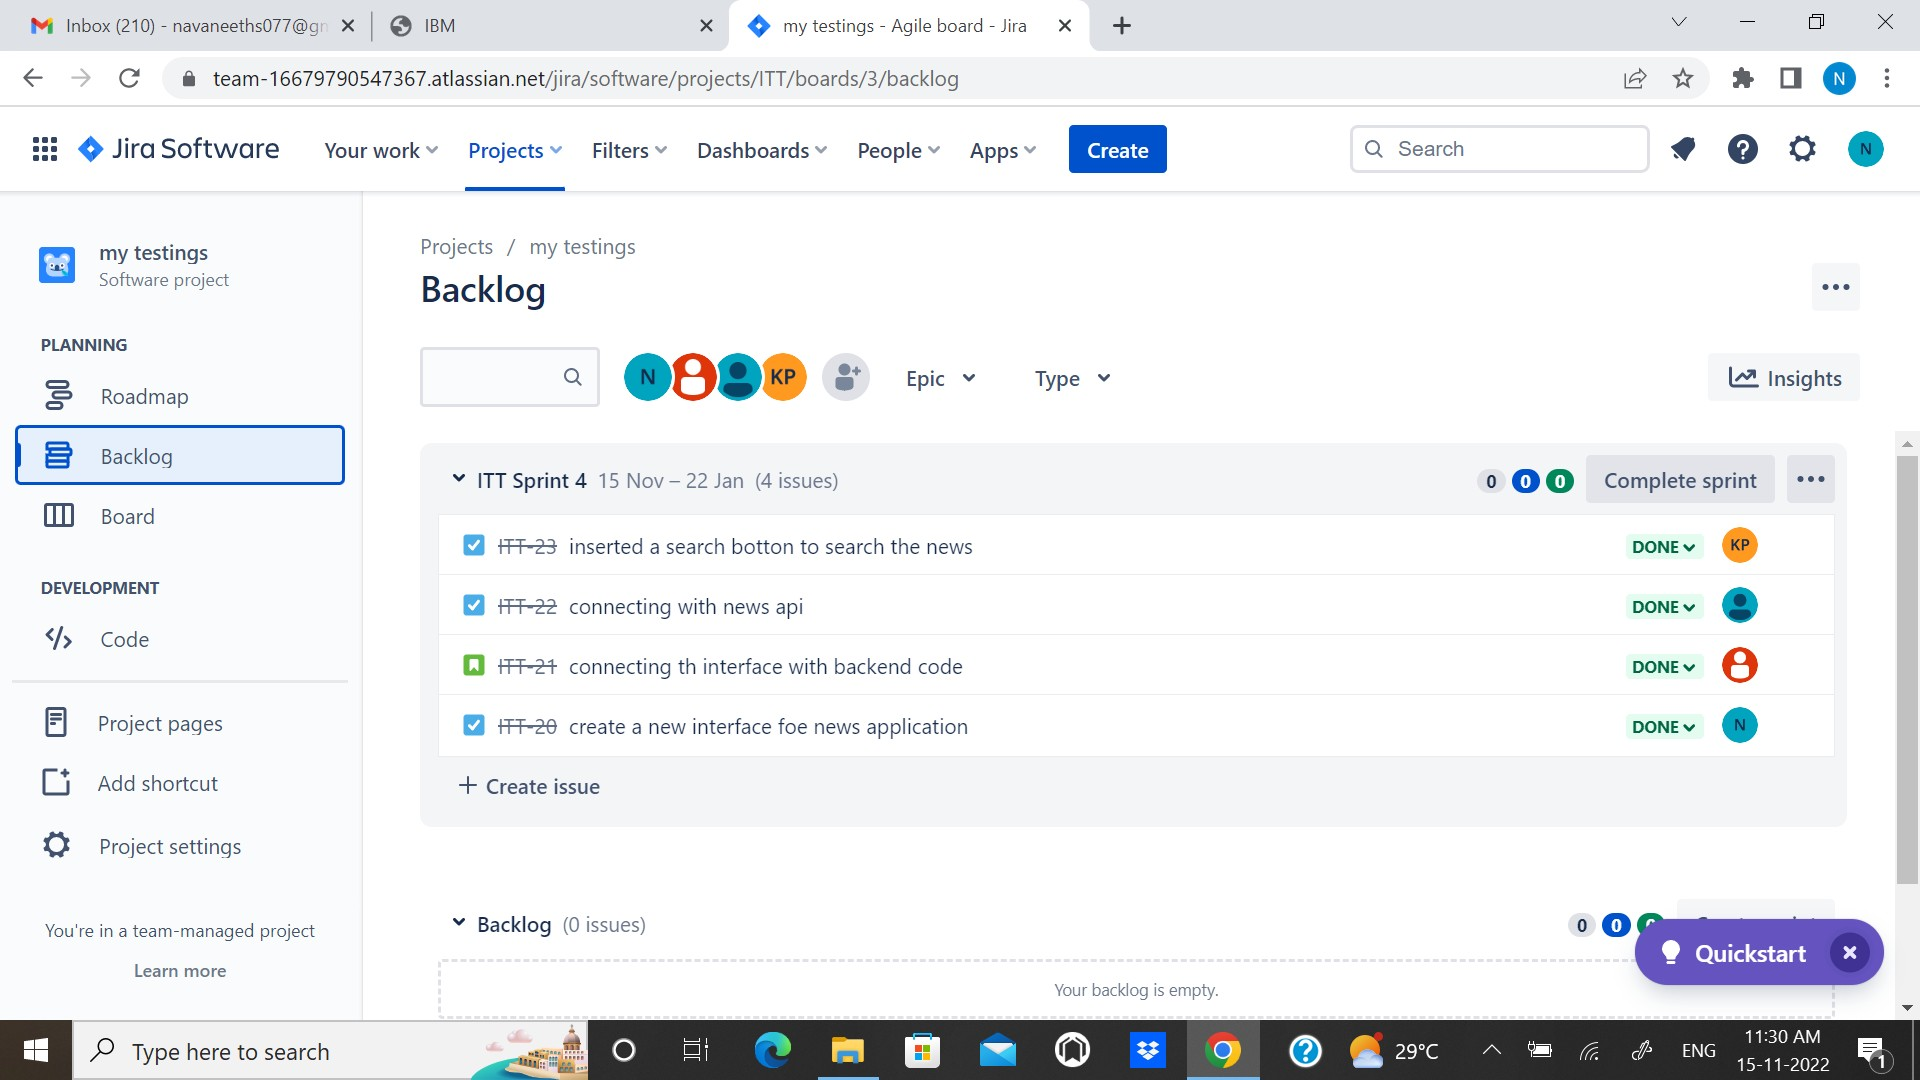 Inbox (210) - navaneeths077@gm
IBM
my testings - Agile board - Jira
team-16679790547367.atlassian.net/jira/software/projects/ITT/boards/3/backlog
N
Jira Software
Your work
Projects
Filters
Dashboards
People
Apps
Create
Search
N
my testings
Software project
PLANNING
Roadmap
Backlog
Board
DEVELOPMENT
Code
Project pages
Add shortcut
Project settings
You're in a team-managed project
Learn more
Projects / my testings
Backlog
N
KP
Epic
Type
Insights
ITT Sprint 4 15 Nov – 22 Jan (4 issues)
0 0 0
Complete sprint
ITT-23 inserted a search botton to search the news DONE KP
ITT-22 connecting with news api DONE
ITT-21 connecting th interface with backend code DONE
ITT-20 create a new interface foe news application DONE N
+ Create issue
Backlog (0 issues)
0 0
Your backlog is empty.
Quickstart
Type here to search
29°C
ENG
11:30 AM
15-11-2022
1